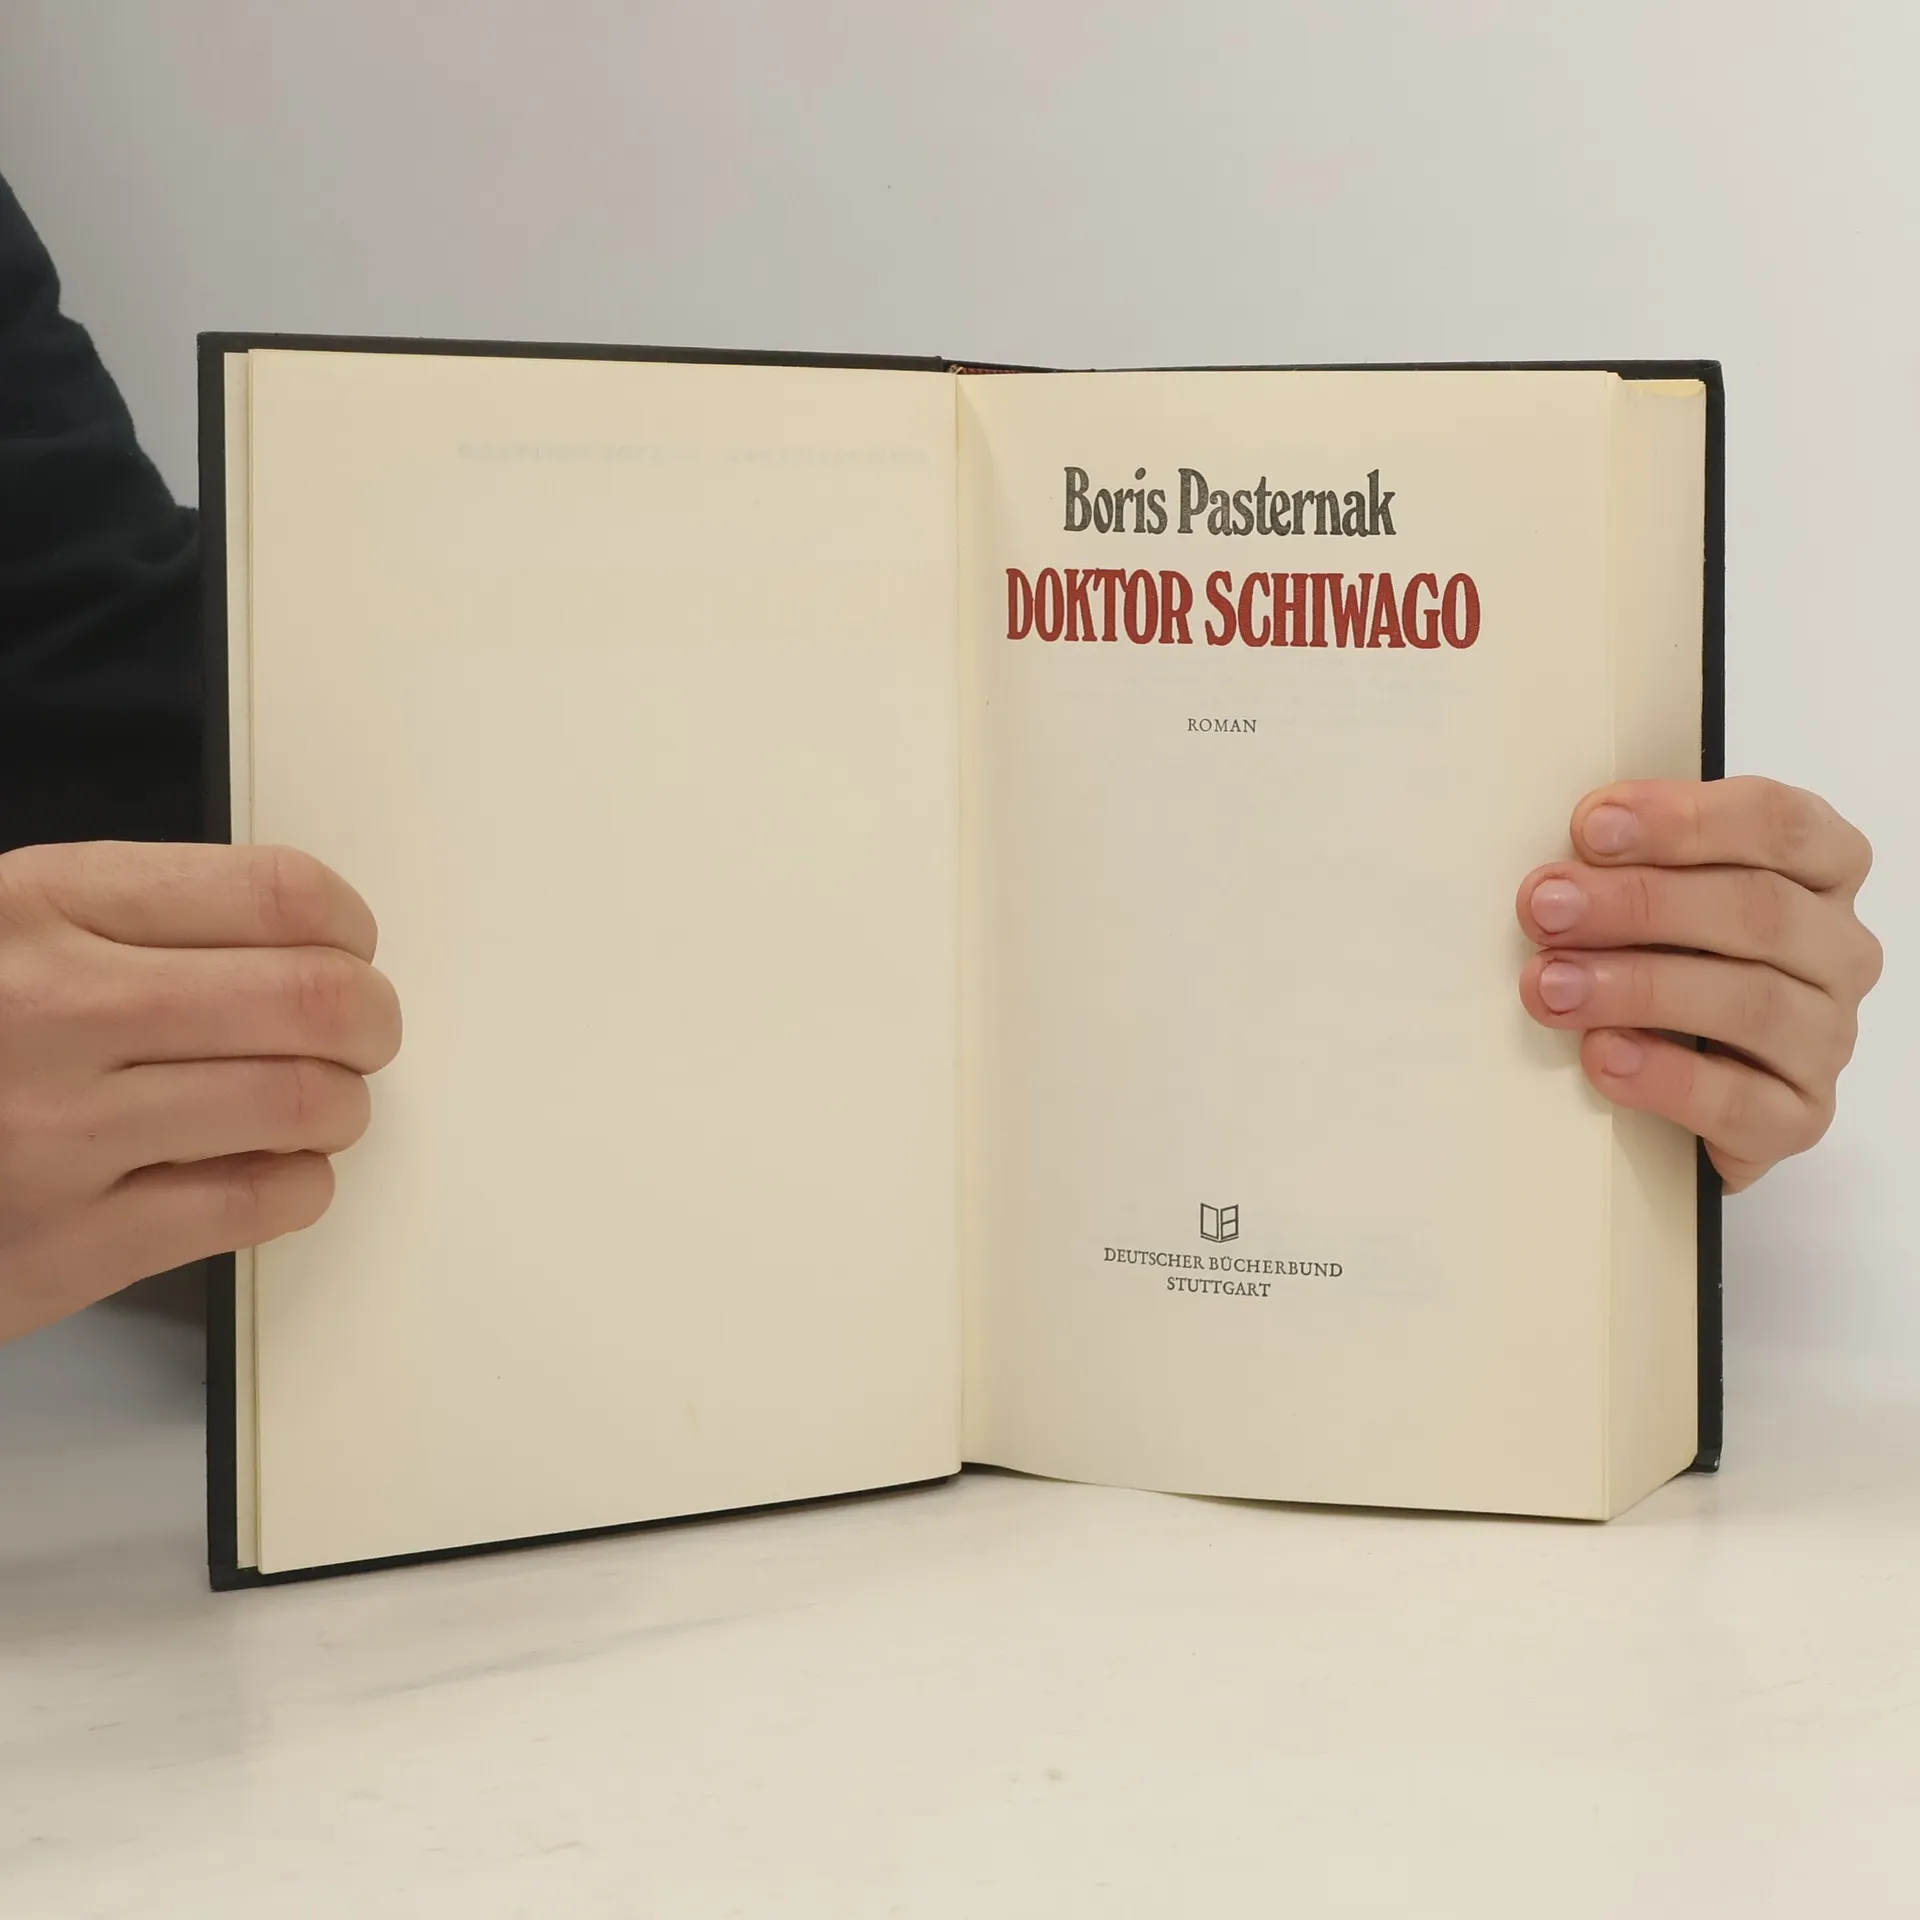 Boris Pasternak
DOKTOR SCHIWAGO
ROMAN
DEUTSCHER BÜCHERBUND
STUTTGART